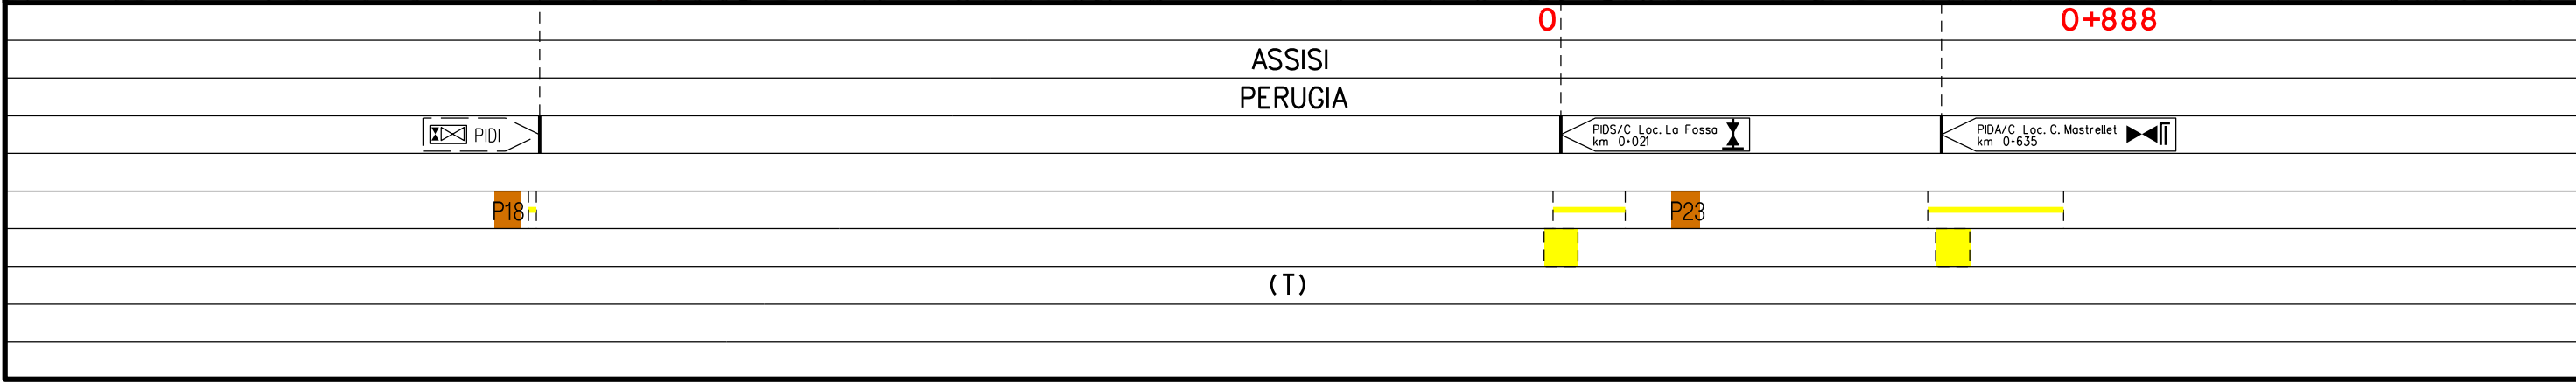 0
0+888
ASSISI
PERUGIA
PIDI
PIDS/C Loc. La Fossa
km 0+021
PIDA/C Loc. C. Mastrellet
km 0+635
P18
P23
(T)